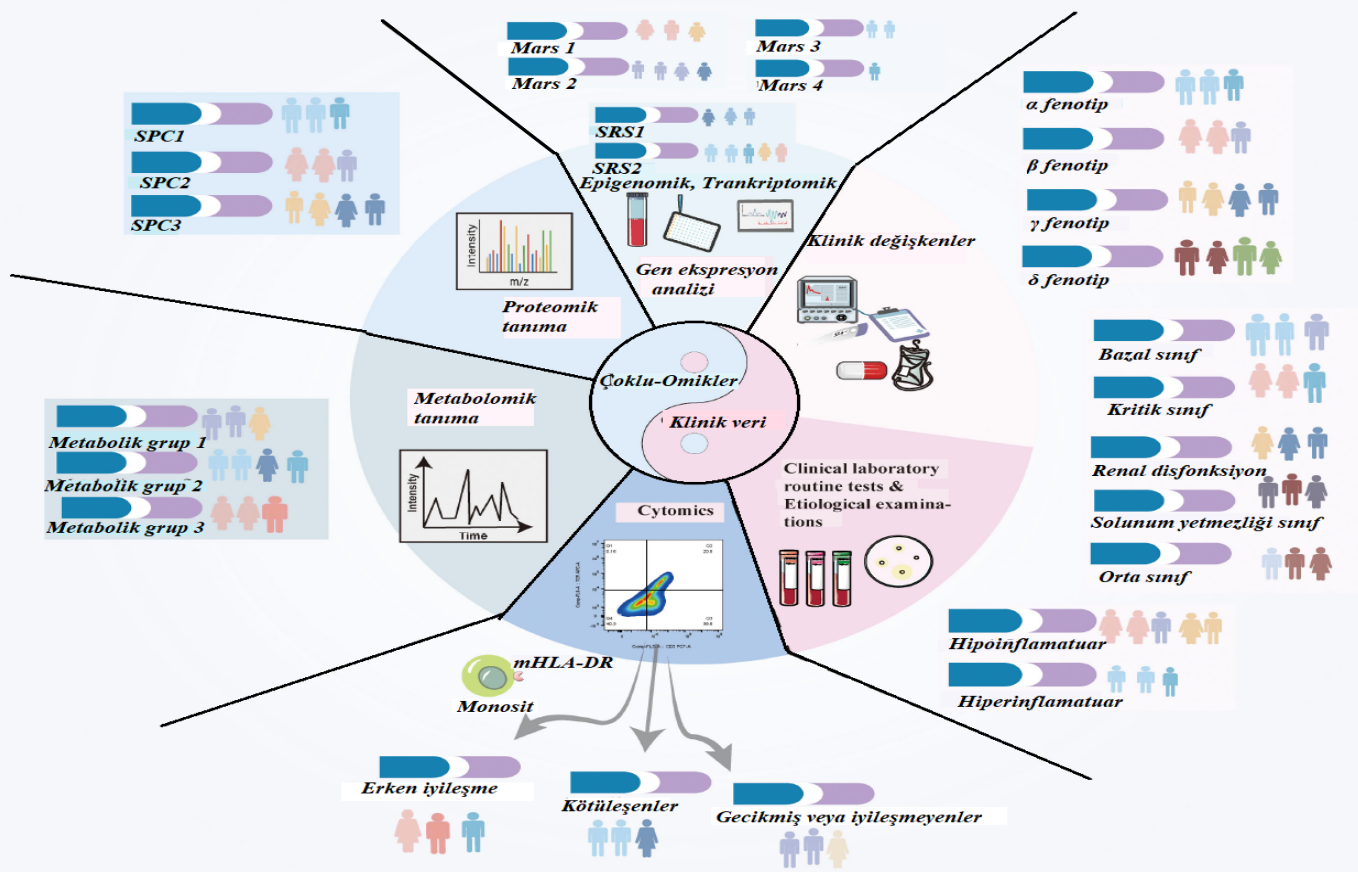 Mars 1
Mars 2
Mars 3
Mars 4
SRS1
SRS2
Epigenomik, Trankriptomik
Gen ekspresyon
analizi
SPC1
SPC2
SPC3
Intensity
m/z
Proteomik
tanıma
Klinik değişkenler
α fenotip
β fenotip
γ fenotip
δ fenotip
Bazal sınıf
Kritik sınıf
Renal disfonksiyon
Solunum yetmezliği sınıf
Orta sınıf
Çoklu-Omikler
Klinik veri
Metabolomik
tanıma
Intensity
Time
Metabolik grup 1
Metabolik grup 2
Metabolik grup 3
Clinical laboratory
routine tests &
Etiological examina-
tions
Hipoinflamatuar
Hiperinflamatuar
Cytomics
mHLA-DR
Monosit
Erken iyileşme
Kötüleşenler
Gecikmiş veya iyileşmeyenler